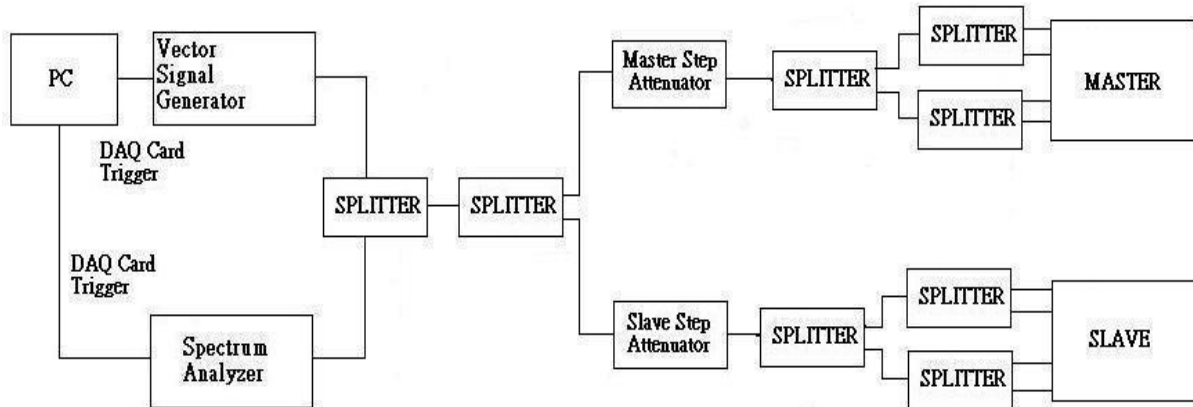 PC
Vector
Signal
Generator
DAQ Card
Trigger
DAQ Card
Trigger
Spectrum
Analyzer
SPLITTER
SPLITTER
Master Step
Attenuator
SPLITTER
SPLITTER
SPLITTER
MASTER
Slave Step
Attenuator
SPLITTER
SPLITTER
SPLITTER
SLAVE